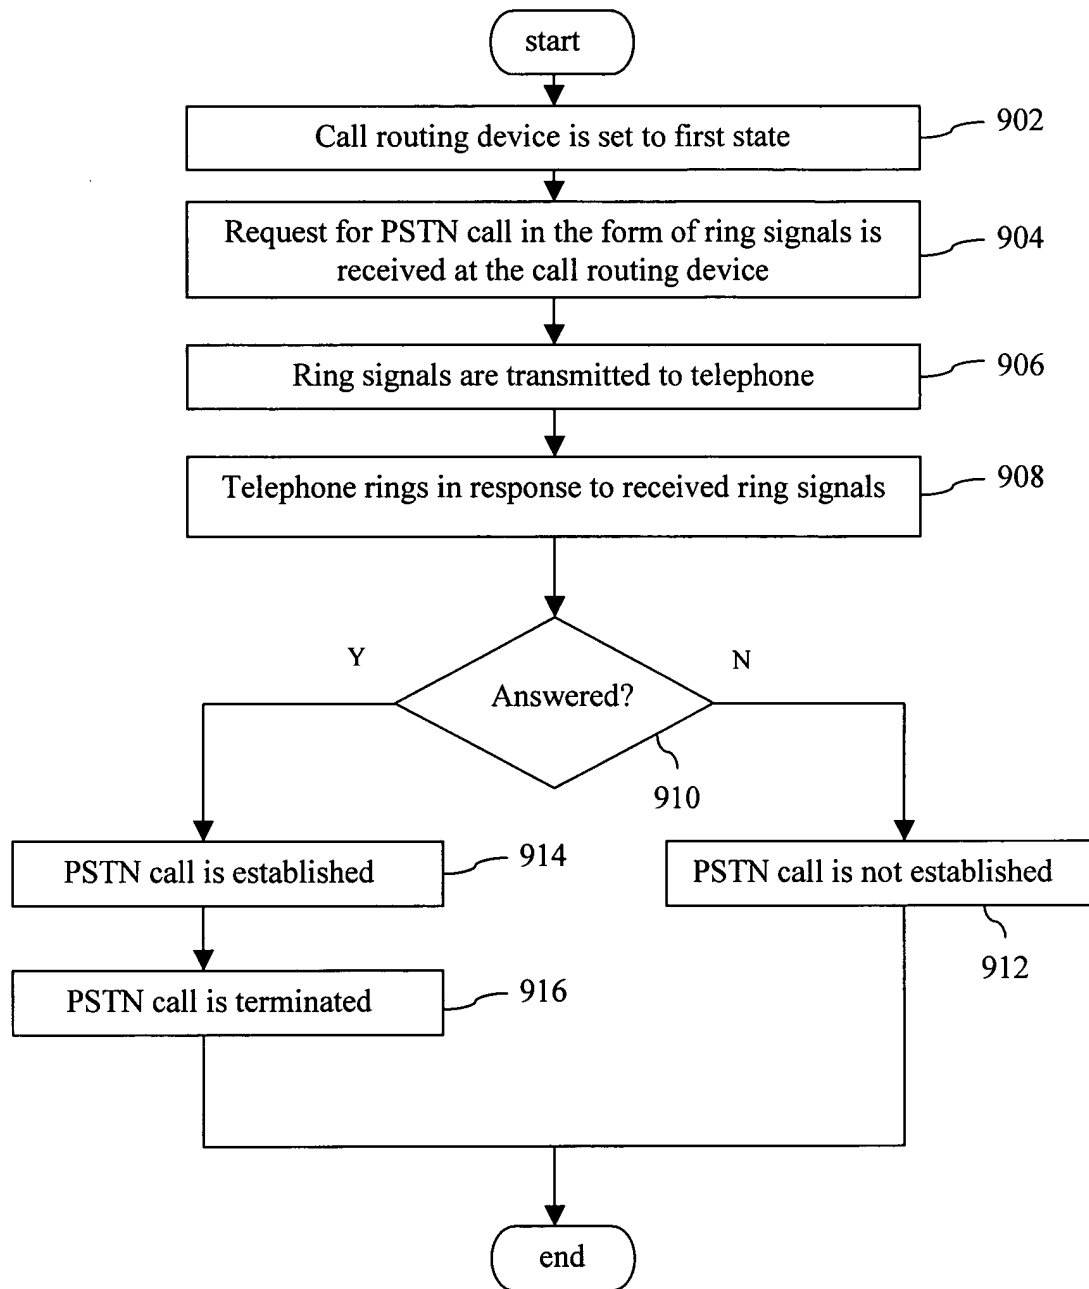 start
Call routing device is set to first state
902
Request for PSTN call in the form of ring signals is
received at the call routing device
904
Ring signals are transmitted to telephone
906
Telephone rings in response to received ring signals
908
Y
N
Answered?
910
PSTN call is established
914
PSTN call is not established
912
PSTN call is terminated
916
end